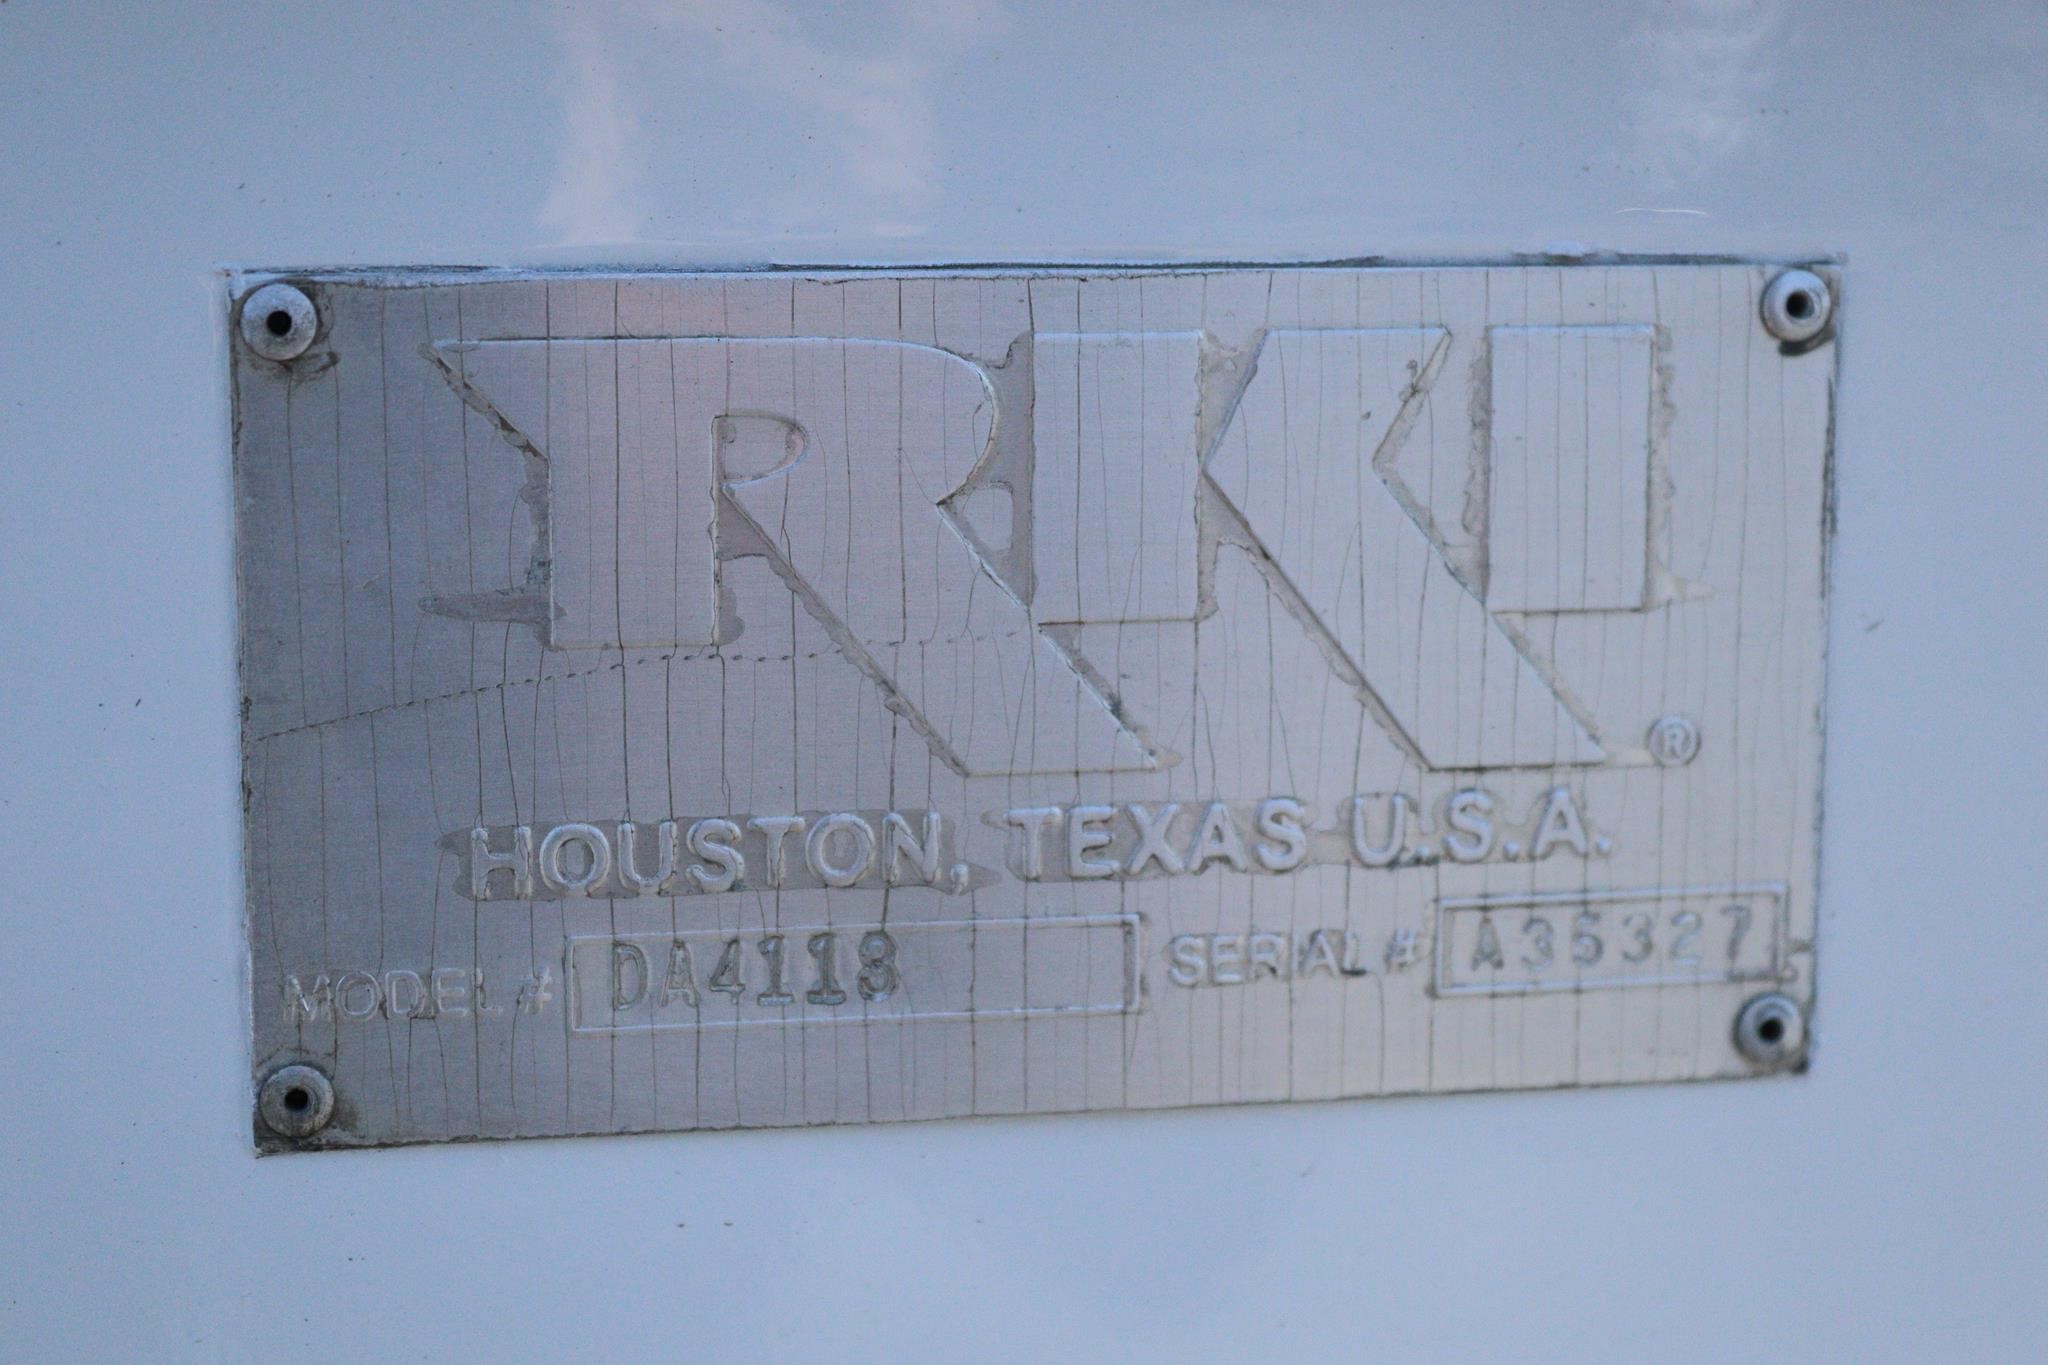 RKI®
HOUSTON, TEXAS U.S.A.
MODEL # DA4113 SERIAL # A35327